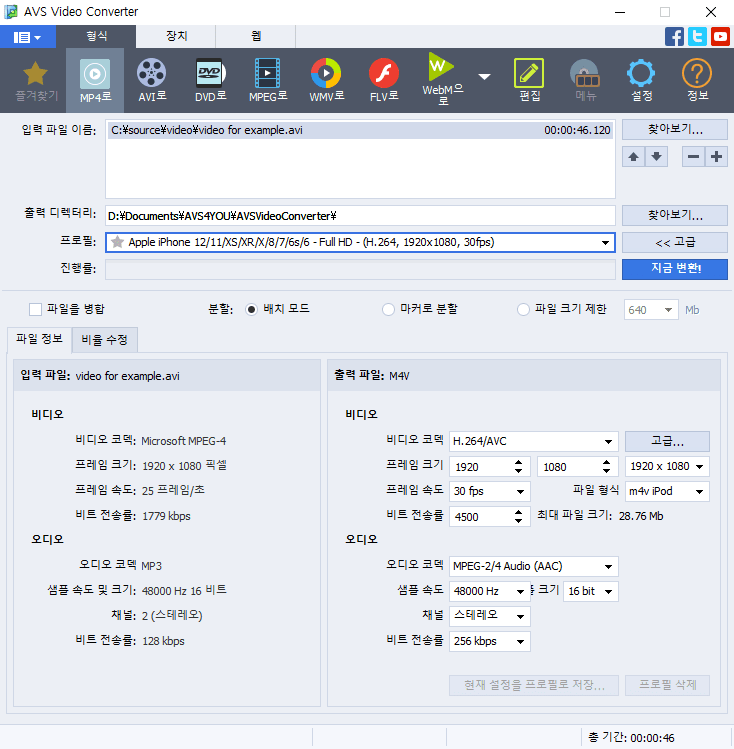 AVS Video Converter
형식 장치 웹
즐겨찾기 MP4로 AVI로 DVD로 MPEG로 WMV로 FLV로 WebM으로 편집 메뉴 설정 정보
입력 파일 이름: C:₩source₩video₩video for example.avi 00:00:46.120 찾아보기...
출력 디렉터리: D:₩Documents₩AVS4YOU₩AVSVideoConverter₩ 찾아보기...
프로필: Apple iPhone 12/11/XS/XR/X/8/7/6s/6 - Full HD - (H.264, 1920x1080, 30fps) << 고급
진행률: 지금 변환!
파일을 병합 분할: 배치 모드 마커로 분할 파일 크기 제한 640 Mb
파일 정보 비율 수정
입력 파일: video for example.avi
비디오
비디오 코덱: Microsoft MPEG-4
프레임 크기: 1920 x 1080 픽셀
프레임 속도: 25 프레임/초
비트 전송률: 1779 kbps
오디오
오디오 코덱 MP3
샘플 속도 및 크기: 48000 Hz 16 비트
채널: 2 (스테레오)
비트 전송률: 128 kbps
출력 파일: M4V
비디오
비디오 코덱 H.264/AVC 고급...
프레임 크기 1920 1080 1920 x 1080
프레임 속도 30 fps 파일 형식 m4v iPod
비트 전송률 4500 최대 파일 크기: 28.76 Mb
오디오
오디오 코덱 MPEG-2/4 Audio (AAC)
샘플 속도 48000 Hz 크기 16 bit
채널 스테레오
비트 전송률 256 kbps
현재 설정을 프로필로 저장... 프로필 삭제
총 기간: 00:00:46